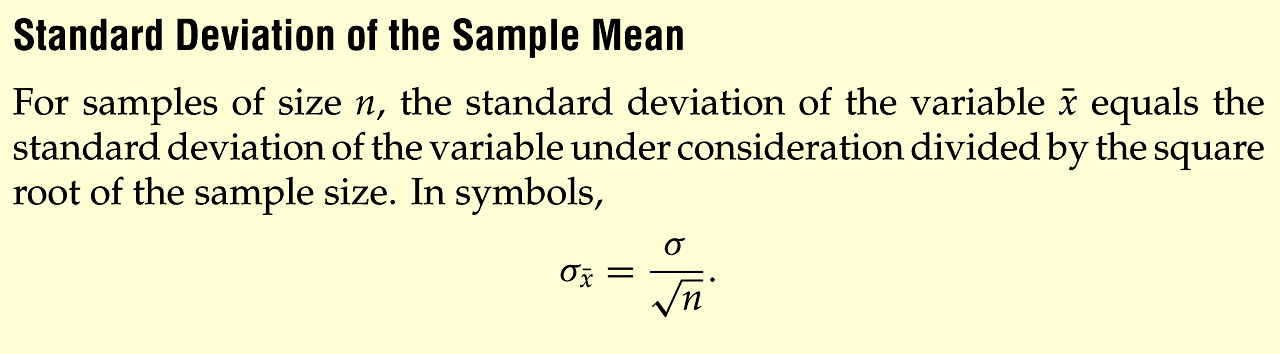 Standard Deviation of the Sample Mean
For samples of size n, the standard deviation of the variable x̄ equals the
standard deviation of the variable under consideration divided by the square
root of the sample size. In symbols,
σ_x̄ = σ/√n.